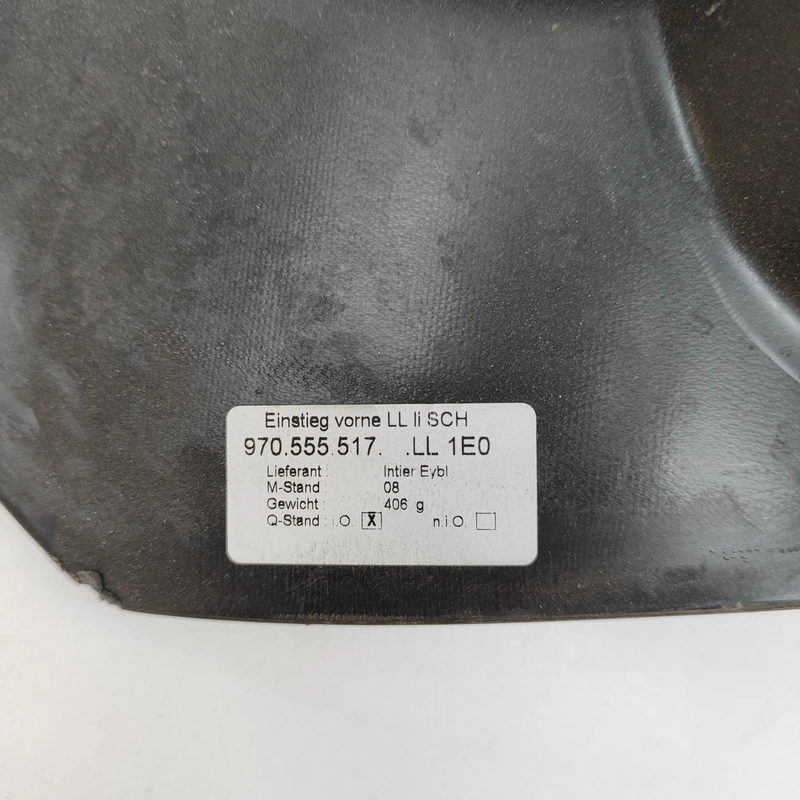 Einstieg vorne LL li SCH
970.555.517. .LL 1E0
Lieferant : Intier Eybl
M-Stand : 08
Gewicht : 406 g
Q-Stand : i.O. X n.i.O.